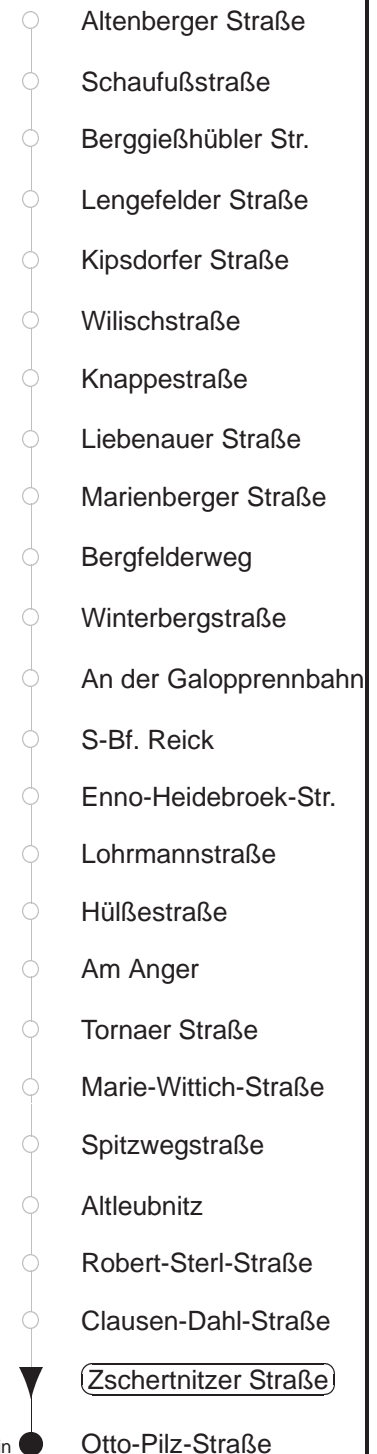 Altenberger Straße
Schaufußstraße
Berggießhübler Str.
Lengefelder Straße
Kipsdorfer Straße
Wilischstraße
Knappestraße
Liebenauer Straße
Marienberger Straße
Bergfelderweg
Winterbergstraße
An der Galopprennbahn
S-Bf. Reick
Enno-Heidebroek-Str.
Lohrmannstraße
Hülßestraße
Am Anger
Tornaer Straße
Marie-Wittich-Straße
Spitzwegstraße
Altleubnitz
Robert-Sterl-Straße
Clausen-Dahl-Straße
Zschertnitzer Straße
Otto-Pilz-Straße